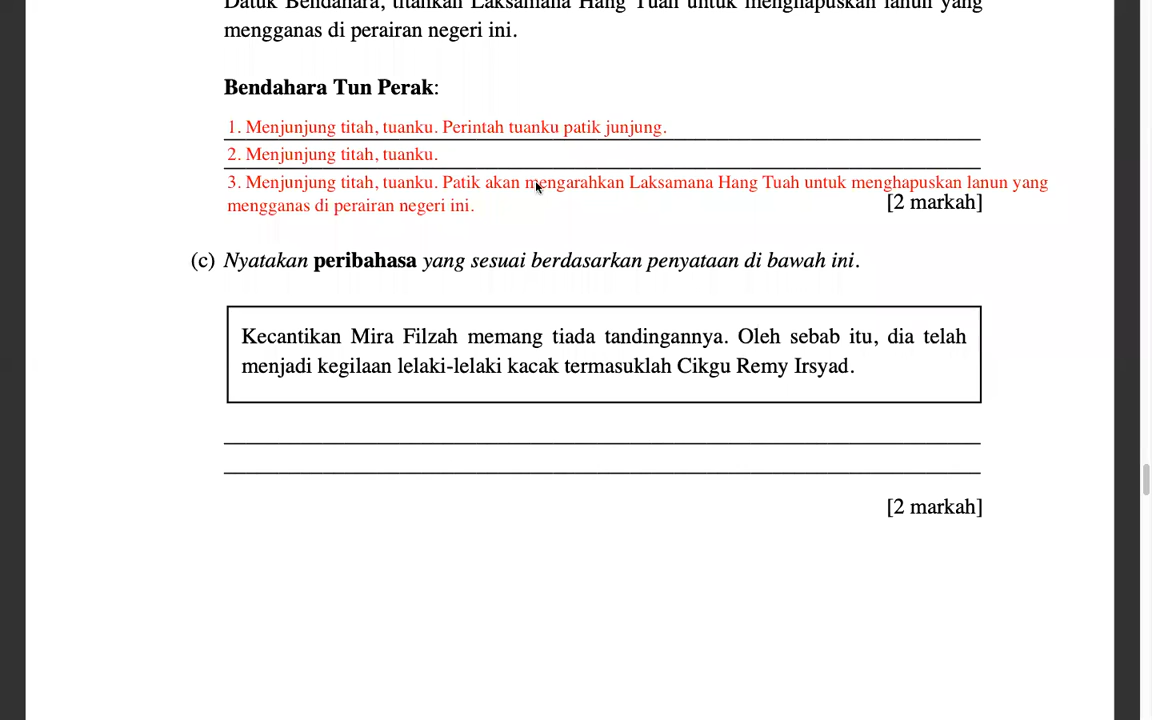 Datuk Bendahara, titahkan Laksamana Hang Tuah untuk menghapuskan lanun yang
mengganas di perairan negeri ini.
Bendahara Tun Perak:
1. Menjunjung titah, tuanku. Perintah tuanku patik junjung.
2. Menjunjung titah, tuanku.
3. Menjunjung titah, tuanku. Patik akan mengarahkan Laksamana Hang Tuah untuk menghapuskan lanun yang
mengganas di perairan negeri ini.
[2 markah]
(c) Nyatakan peribahasa yang sesuai berdasarkan penyataan di bawah ini.
Kecantikan Mira Filzah memang tiada tandingannya. Oleh sebab itu, dia telah
menjadi kegilaan lelaki-lelaki kacak termasuklah Cikgu Remy Irsyad.
[2 markah]